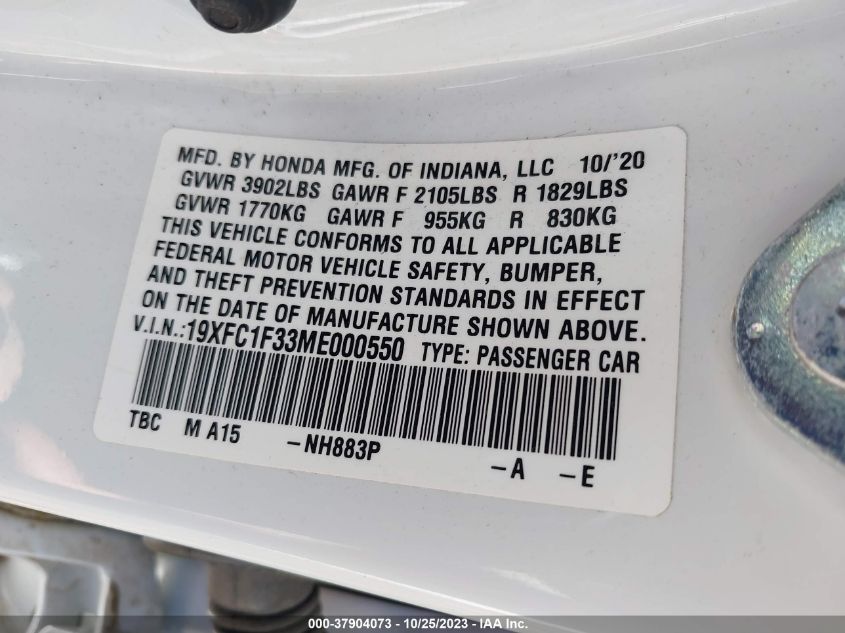 MFD. BY HONDA MFG. OF INDIANA, LLC 10/'20
GVWR 3902LBS GAWR F 2105LBS R 1829LBS
GVWR 1770KG GAWR F 955KG R 830KG
THIS VEHICLE CONFORMS TO ALL APPLICABLE
FEDERAL MOTOR VEHICLE SAFETY, BUMPER,
AND THEFT PREVENTION STANDARDS IN EFFECT
ON THE DATE OF MANUFACTURE SHOWN ABOVE.
V.I.N.:19XFC1F33ME000550 TYPE: PASSENGER CAR
TBC M A15 -NH883P -A -E
000-37904073 - 10/25/2023 - IAA Inc.